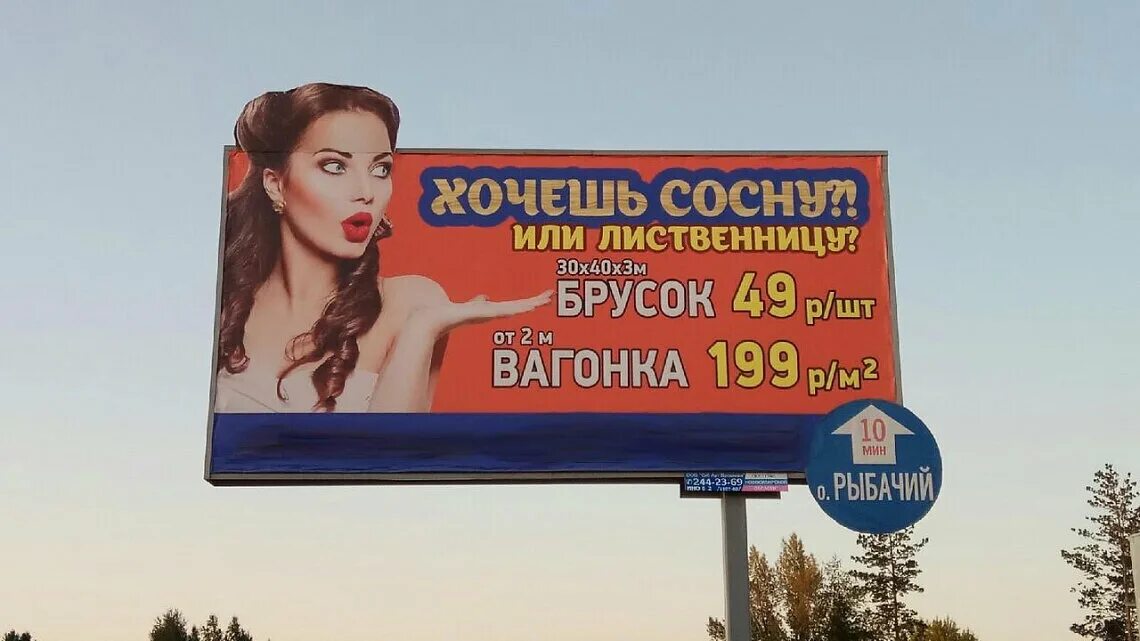 ХОЧЕШЬ СОСНУ?!
ИЛИ ЛИСТВЕННИЦУ?
30х40х3м
БРУСОК 49 р/шт
от 2 м
ВАГОНКА 199 р/м²
10
МИН
о. РЫБАЧИЙ
244-23-69